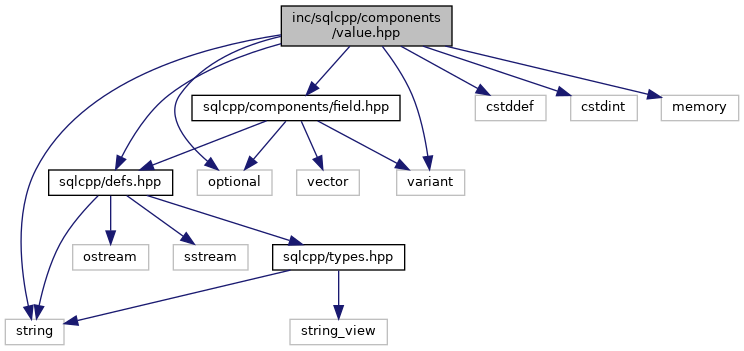 inc/sqlcpp/components
/value.hpp
sqlcpp/components/field.hpp
cstddef
cstdint
memory
sqlcpp/defs.hpp
optional
vector
variant
ostream
sstream
sqlcpp/types.hpp
string
string_view